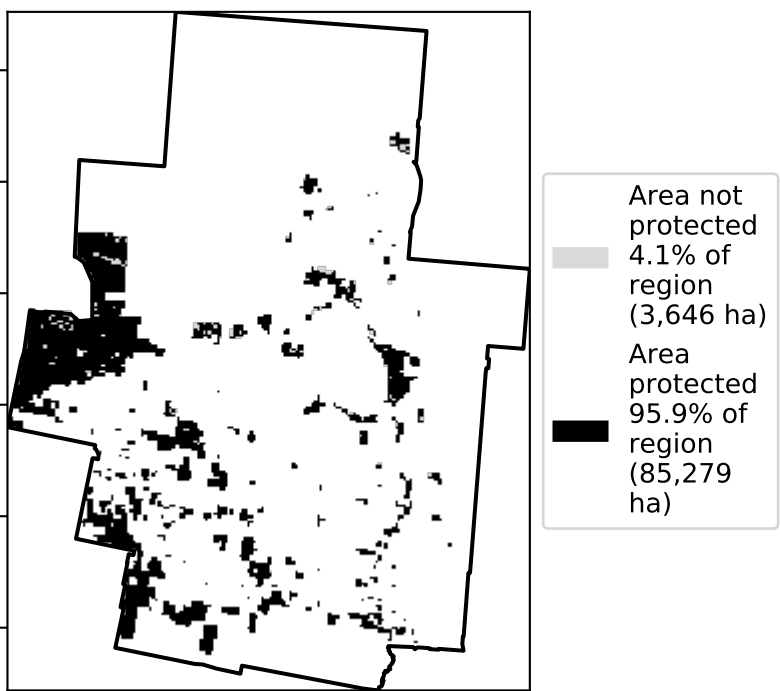 Area not
protected
4.1% of
region
(3,646 ha)
Area
protected
95.9% of
region
(85,279
ha)